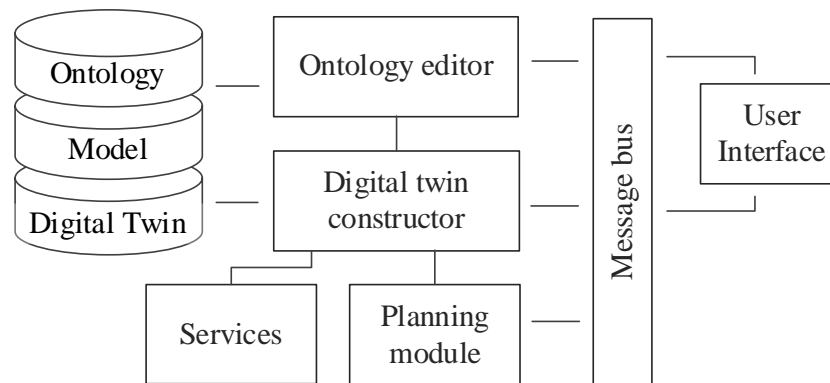 Ontology
Model
Digital Twin
Ontology editor
Digital twin
constructor
Services
Planning
module
Message bus
User
Interface